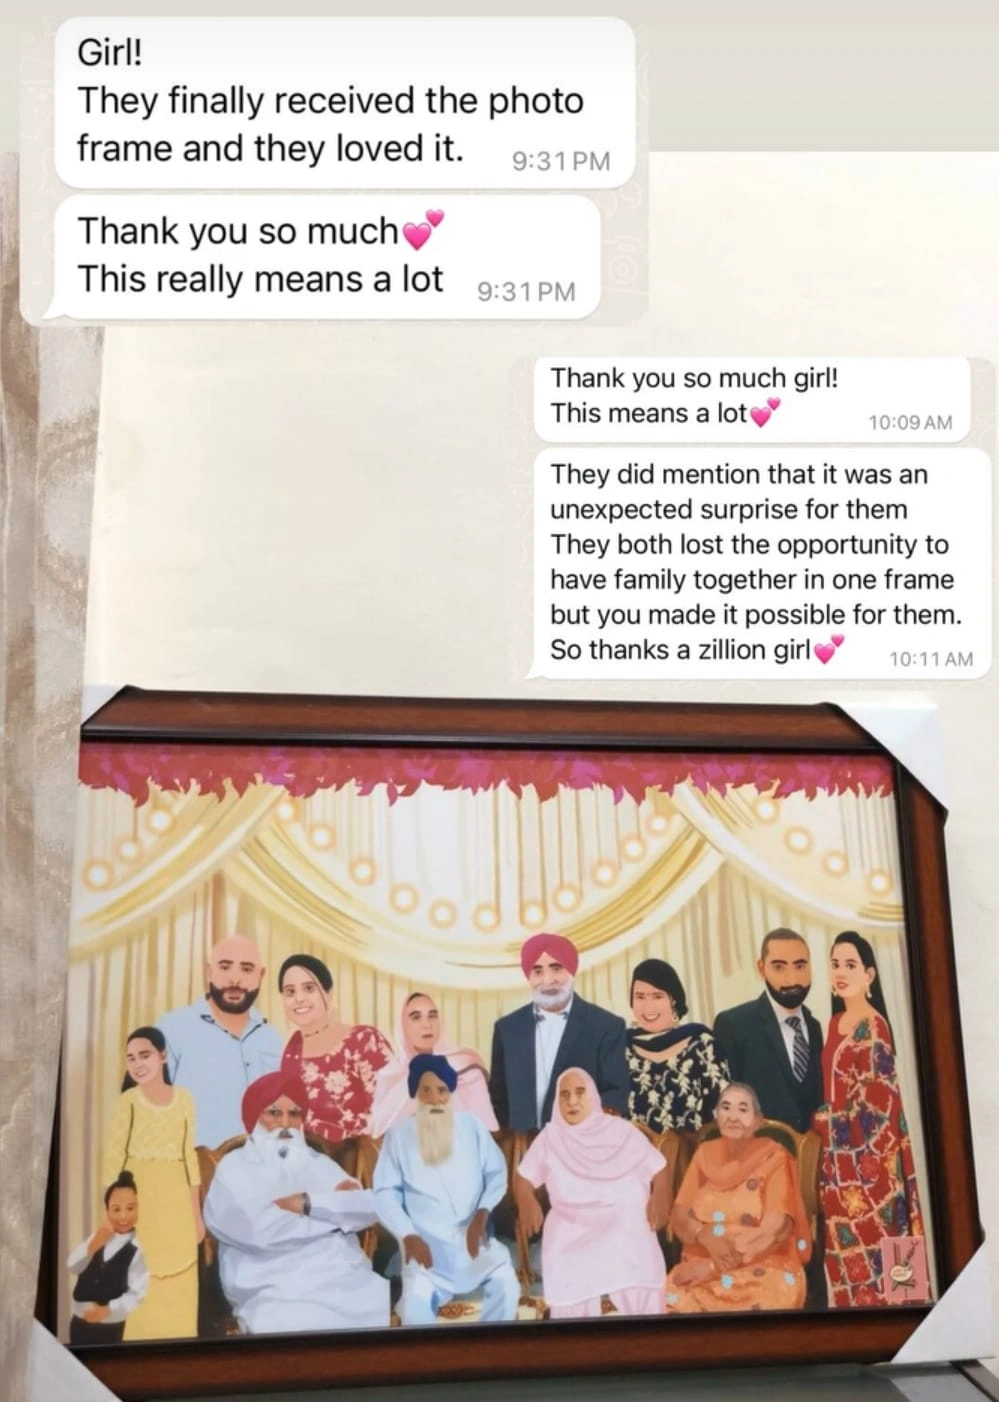 Girl!
They finally received the photo
frame and they loved it. 9:31 PM
Thank you so much💕
This really means a lot 9:31 PM
Thank you so much girl!
This means a lot💕 10:09 AM
They did mention that it was an
unexpected surprise for them
They both lost the opportunity to
have family together in one frame
but you made it possible for them.
So thanks a zillion girl💕 10:11 AM